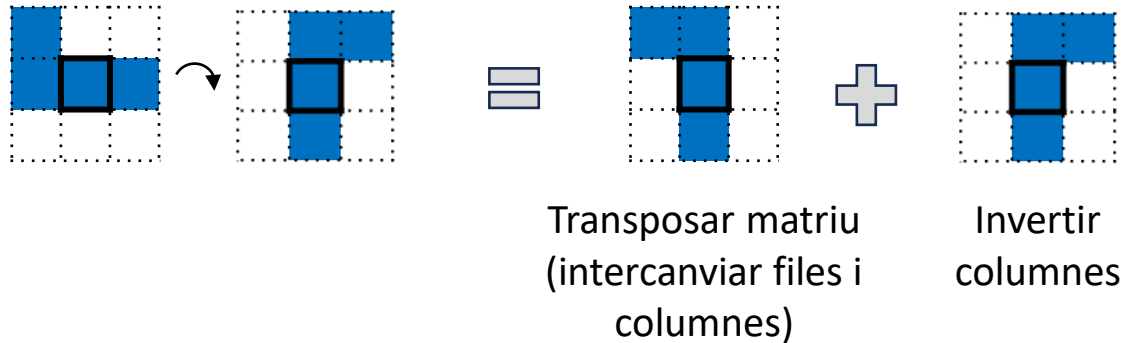 Transposar matriu
(intercanviar files i
columnes)
Invertir
columnes